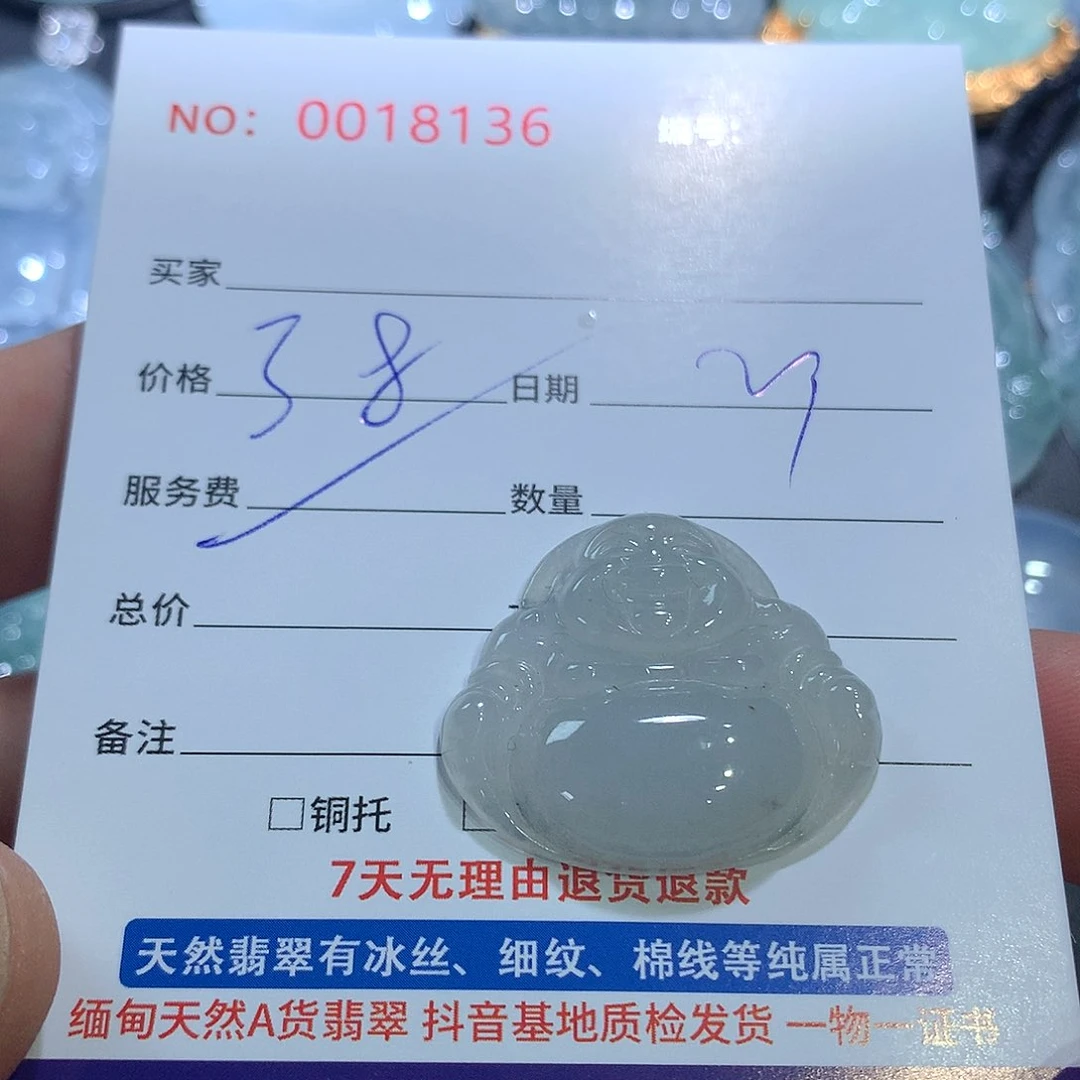 NO: 0018136
编号:
买家
价格 38 日期
服务费 数量
总价
备注
□铜托
7天无理由退货退款
天然翡翠有冰丝、细纹、棉线等纯属正常
缅甸天然A货翡翠 抖音基地质检发货 一物一证书